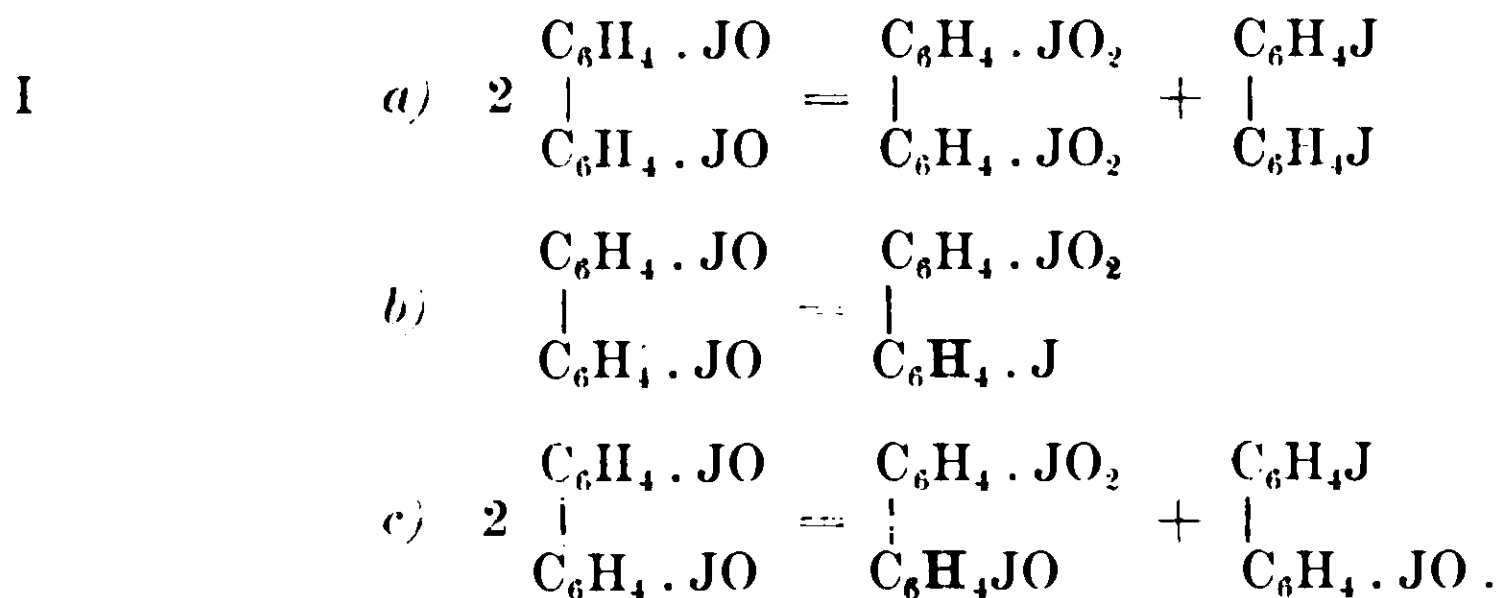 C₆H₄ . JO C₆H₄ . JO₂ C₆H₄J
I a) 2 | = | + |
C₆H₄ . JO C₆H₄ . JO₂ C₆H₄J
C₆H₄ . JO C₆H₄ . JO₂
b) | = |
C₆H₄ . JO C₆H₄ . J
C₆H₄ . JO C₆H₄ . JO₂ C₆H₄J
c) 2 | = | + |
C₆H₄ . JO C₆H₄JO C₆H₄ . JO .